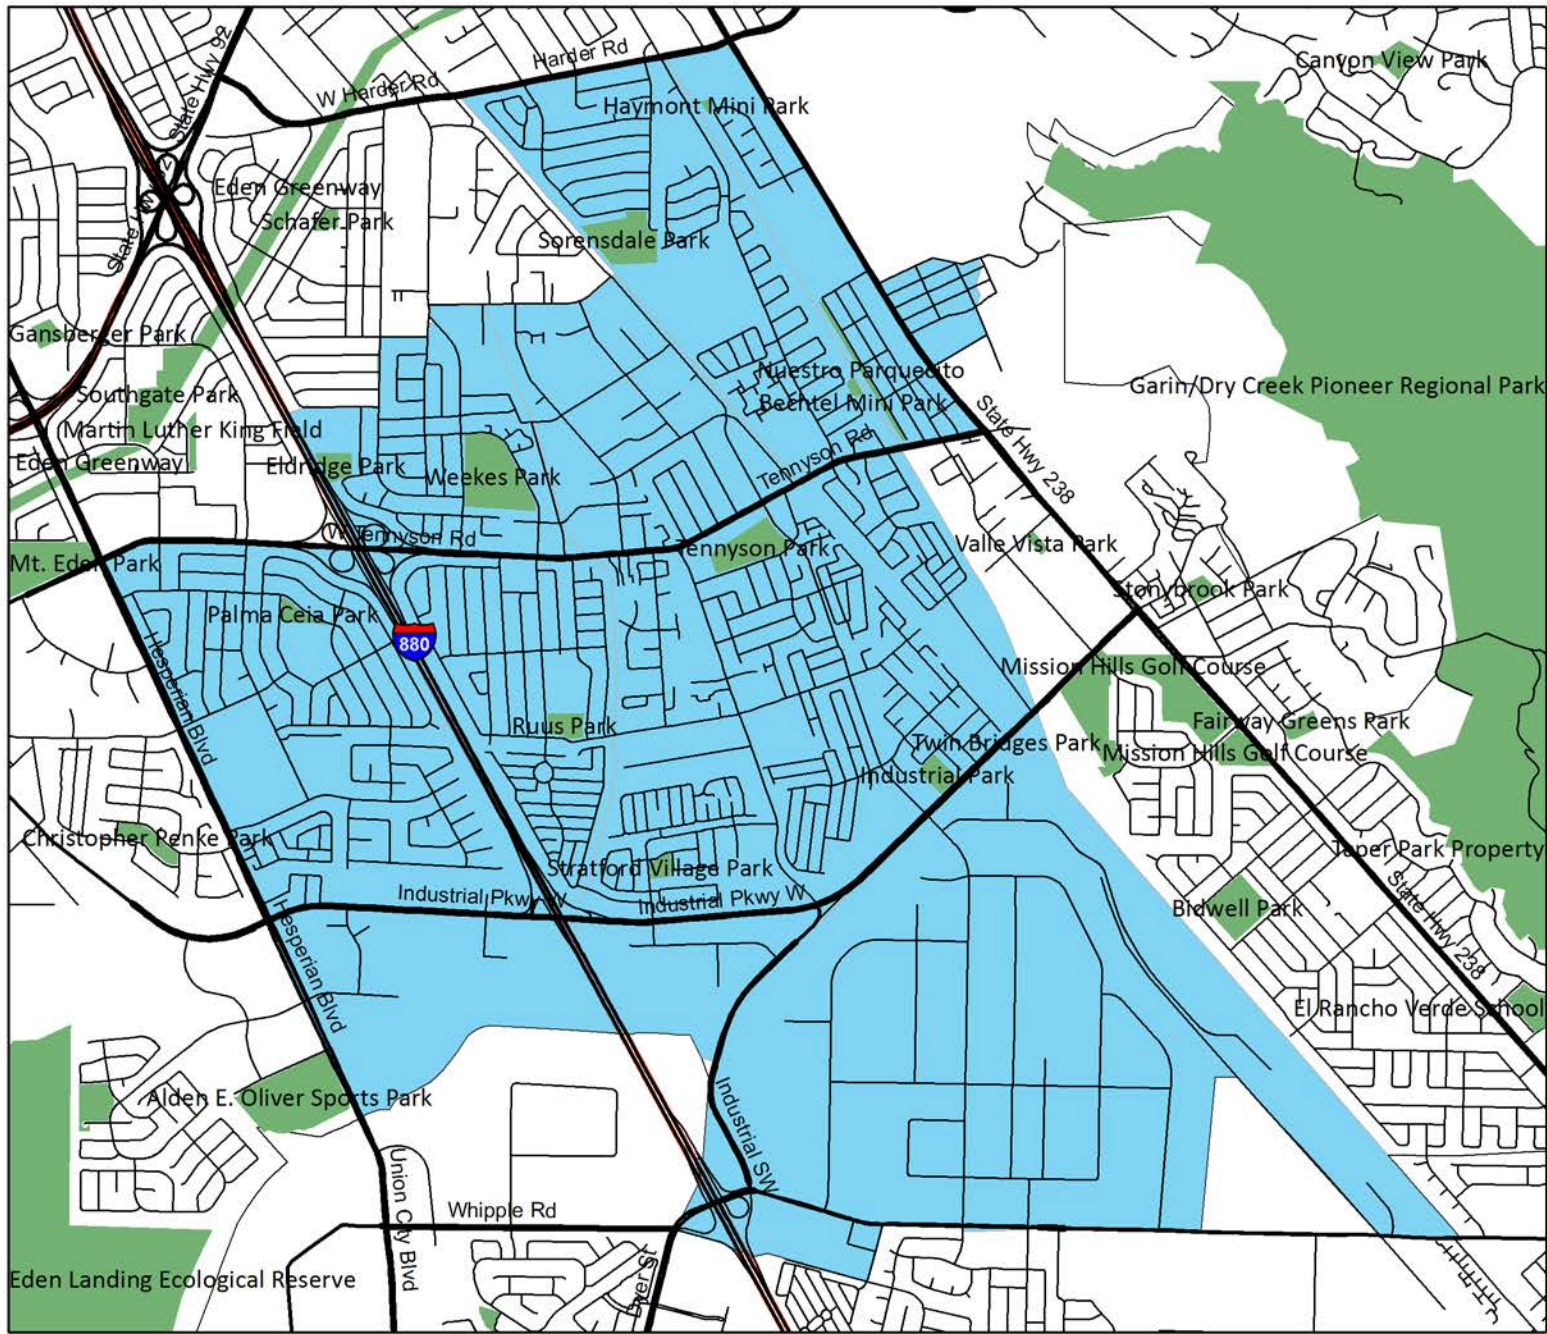 State Hwy 92
Harder Rd
W Harder Rd
Canyon View Park
Haymont Mini Park
Eden Greenway
Schafer Park
State Hwy 92
Sorensdale Park
Gansberger Park
Nuestro Parquecito
Garin/Dry Creek Pioneer Regional Park
Southgate Park
Bechtel Mini Park
State Hwy 238
Martin Luther King Field
Eden Greenway
Eldridge Park
Weekes Park
Tennyson Rd
W Tennyson Rd
Tennyson Park
Valle Vista Park
Mt. Eden Park
Stonybrook Park
Palma Ceia Park
880
Hesperian Blvd
Mission Hills Golf Course
Ruus Park
Fairway Greens Park
Twin Bridges Park
Mission Hills Golf Course
Industrial Park
Christopher Penke Park
Taper Park Property
Stratford Village Park
Industrial Pkwy W
Industrial Pkwy W
Bidwell Park
State Hwy 238
Hesperian Blvd
El Rancho Verde School
Alden E. Oliver Sports Park
Industrial SW
Union City Blvd
Whipple Rd
Eden Landing Ecological Reserve
Dyer St